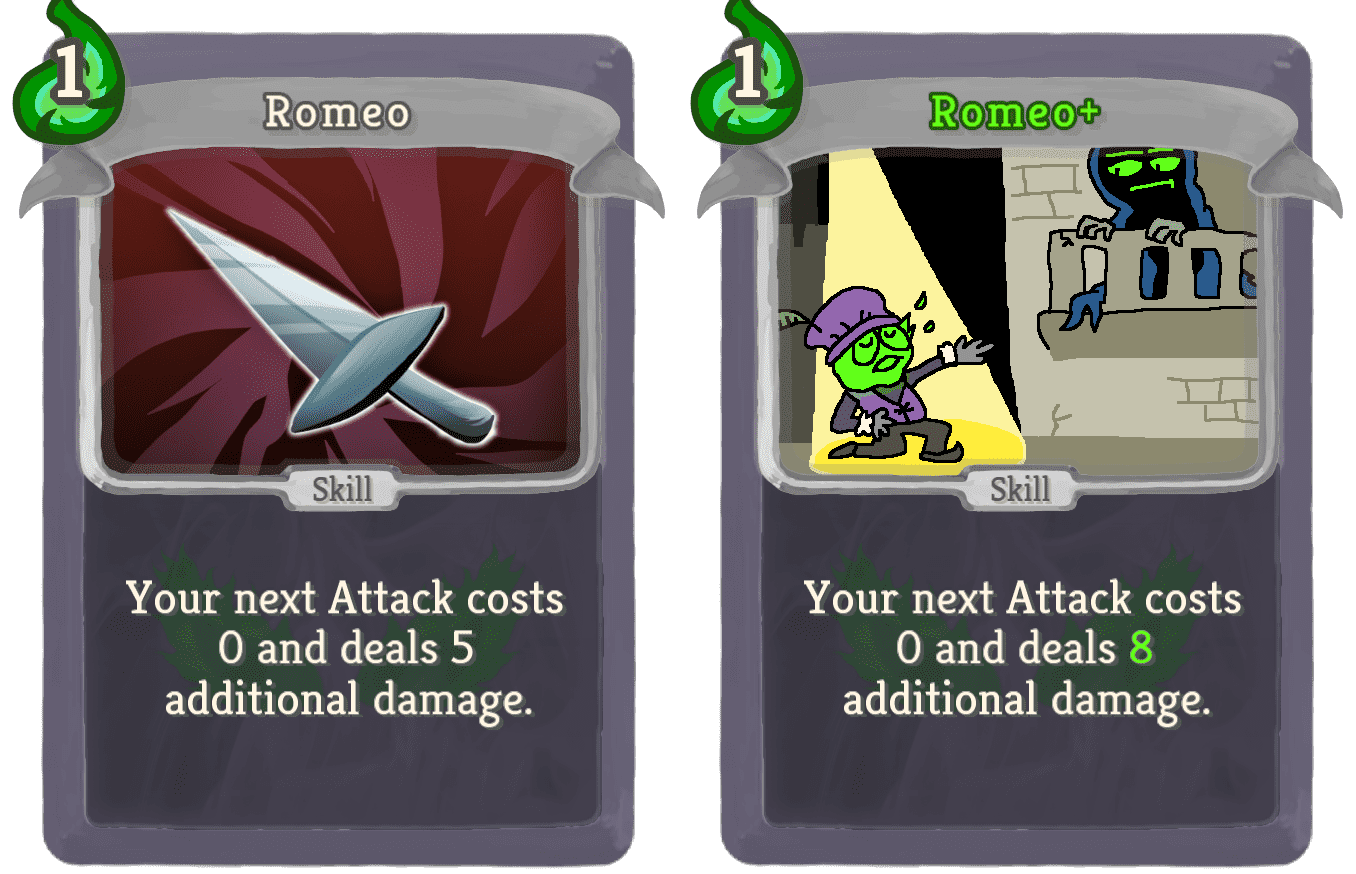 1
Romeo
Skill
Your next Attack costs
0 and deals 5
additional damage.
1
Romeo+
Skill
Your next Attack costs
0 and deals 8
additional damage.